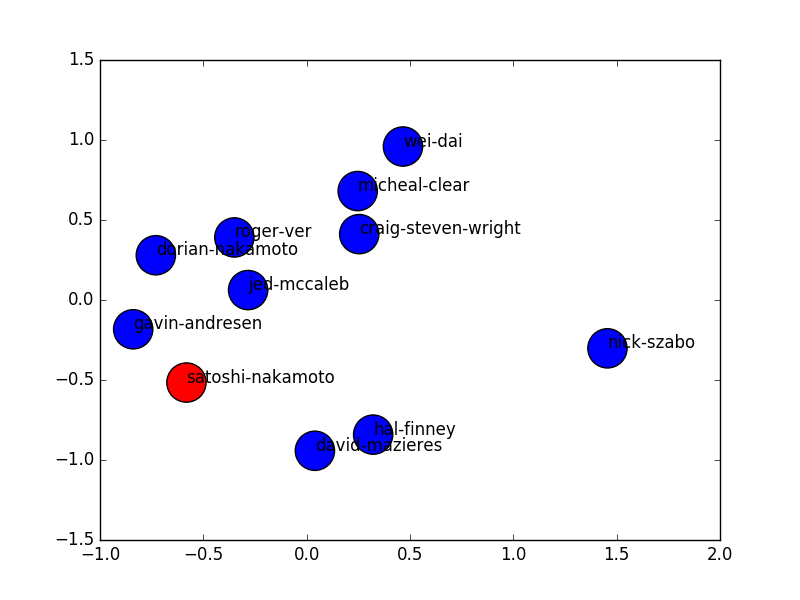 1.5
1.0
0.5
0.0
−0.5
−1.0
−1.5
wei-dai
micheal-clear
craig-steven-wright
roger-ver
dorian-nakamoto
jed-mccaleb
gavin-andresen
nick-szabo
satoshi-nakamoto
hal-finney
david-mazieres
−1.0 −0.5 0.0 0.5 1.0 1.5 2.0